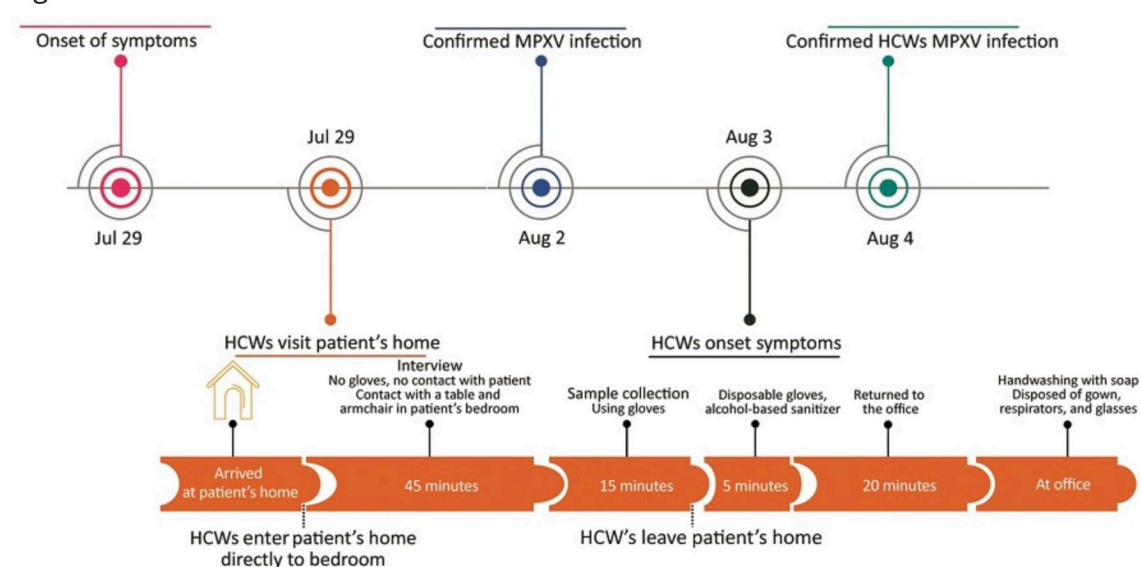 Onset of symptoms
Confirmed MPXV infection
Confirmed HCWs MPXV infection
Jul 29
Aug 3
Jul 29
Aug 2
Aug 4
HCWs visit patient's home
HCWs onset symptoms
Interview
No gloves, no contact with patient
Contact with a table and
armchair in patient's bedroom
Sample collection
Using gloves
Disposable gloves,
alcohol-based sanitizer
Returned to
the office
Handwashing with soap
Disposed of gown,
respirators, and glasses
Arrived
at patient's home
45 minutes
15 minutes
5 minutes
20 minutes
At office
HCWs enter patient's home
directly to bedroom
HCW's leave patient's home